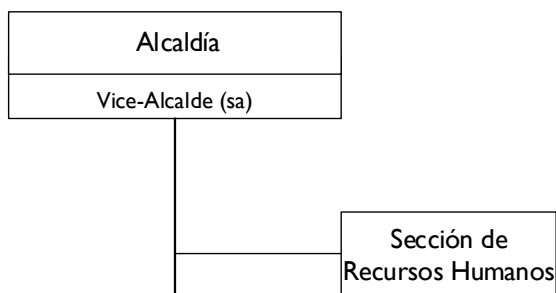 Alcaldía
Vice-Alcalde (sa)
Sección de
Recursos Humanos